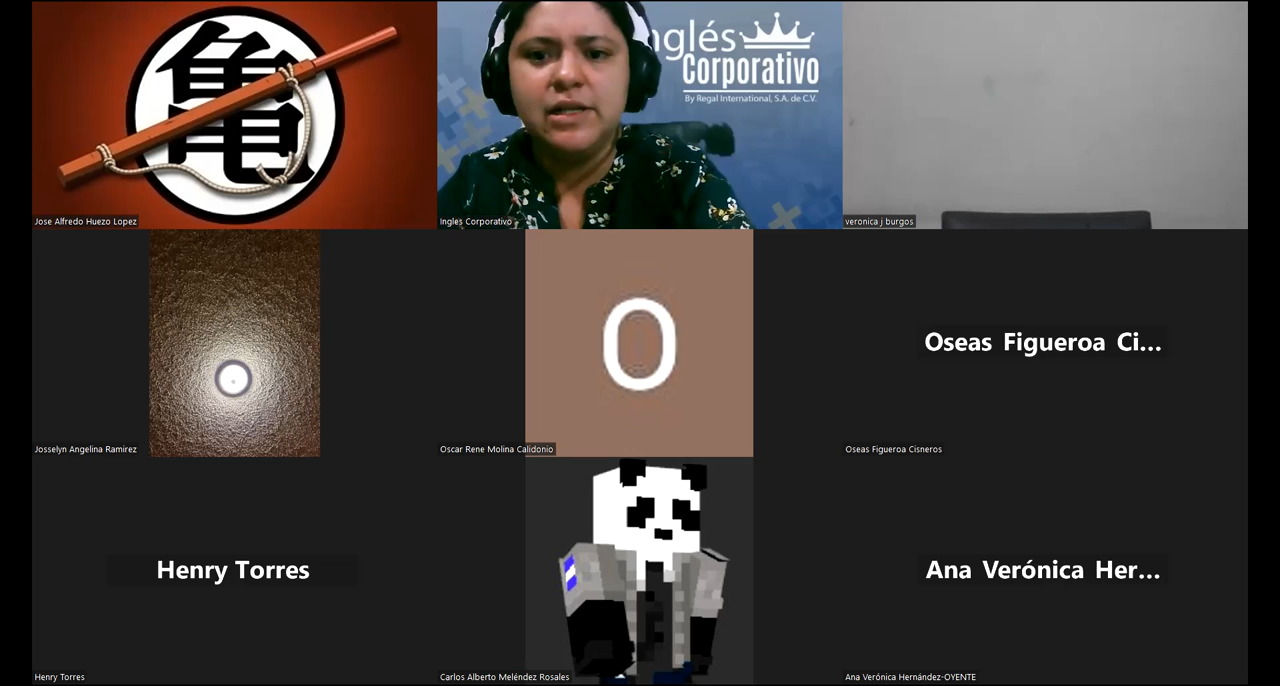 亀
Jose Alfredo Huezo Lopez
nglés
Corporativo
By Regal International, S.A. de C.V.
Ingles Corporativo
veronica j burgos
Josselyn Angelina Ramirez
O
Oscar Rene Molina Calidonio
Oseas Figueroa Ci...
Oseas Figueroa Cisneros
Henry Torres
Henry Torres
Carlos Alberto Meléndez Rosales
Ana Verónica Her...
Ana Verónica Hernández-OYENTE